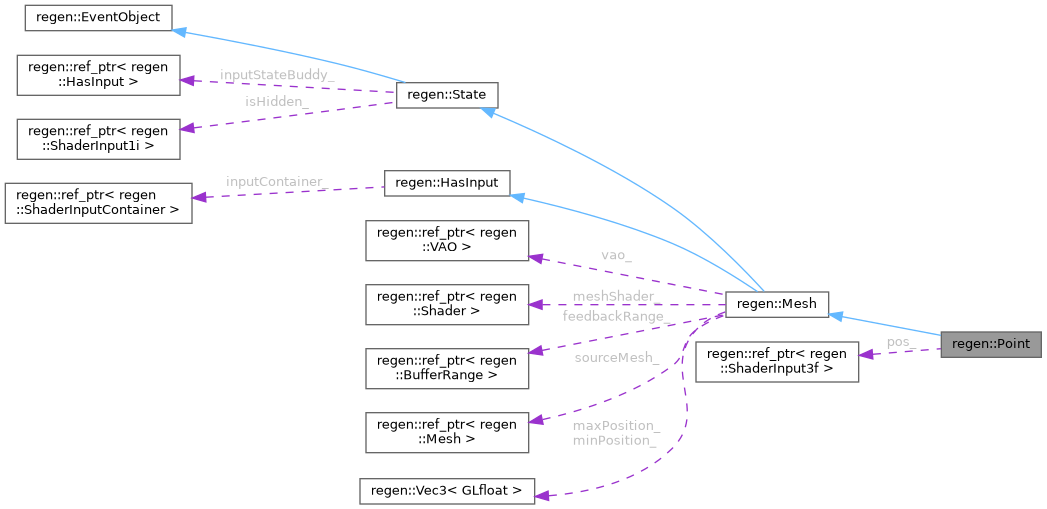 regen::EventObject
regen::ref_ptr< regen
::HasInput >
inputStateBuddy_
regen::State
isHidden_
regen::ref_ptr< regen
::ShaderInput1i >
regen::HasInput
inputContainer_
regen::ref_ptr< regen
::ShaderInputContainer >
regen::ref_ptr< regen
::VAO >
vao_
regen::ref_ptr< regen
::Shader >
meshShader_
regen::Mesh
feedbackRange_
regen::ref_ptr< regen
::BufferRange >
sourceMesh_
regen::ref_ptr< regen
::ShaderInput3f >
pos_
regen::Point
regen::ref_ptr< regen
::Mesh >
maxPosition_
minPosition_
regen::Vec3< GLfloat >